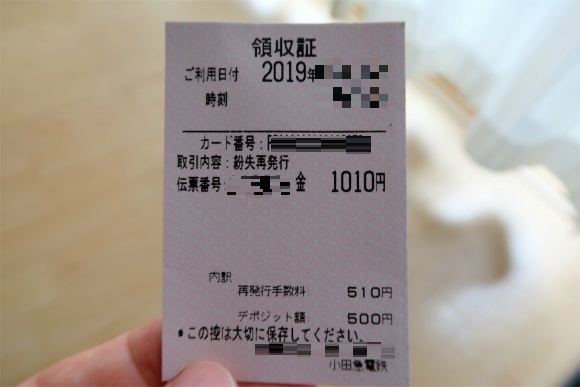 領収証
ご利用日付 2019年
時刻
カード番号:
取引内容:紛失再発行
伝票番号: 金 1010円
内訳
再発行手数料: 510円
デポジット額: 500円
●この控は大切に保存してください。
小田急電鉄